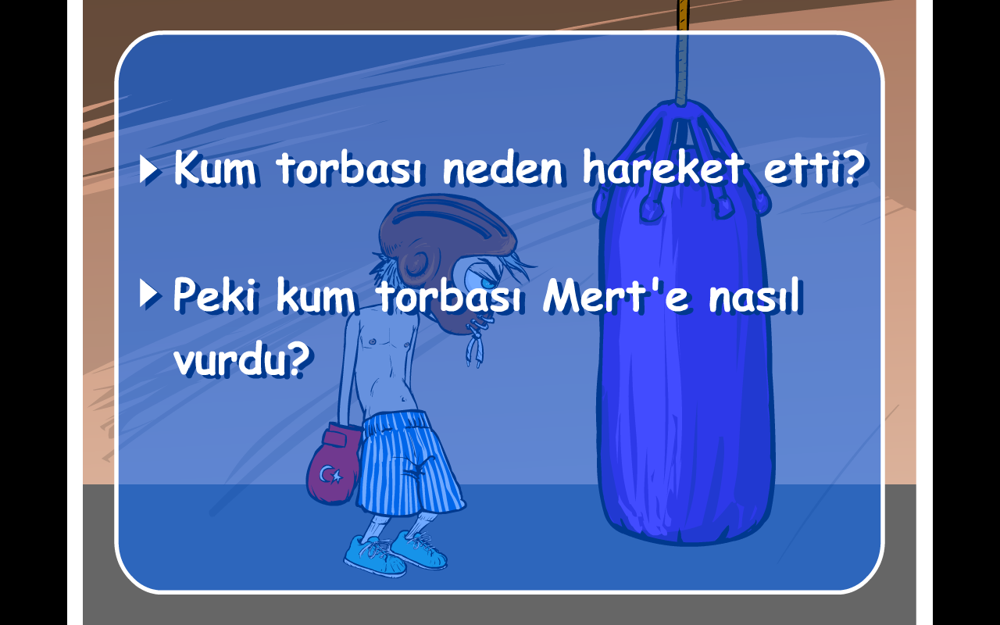 Kum torbası neden hareket etti?
Peki kum torbası Mert'e nasıl
vurdu?